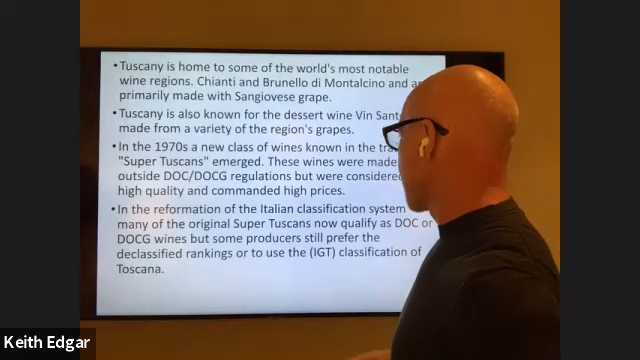 •Tuscany is home to some of the world's most notable
wine regions. Chianti and Brunello di Montalcino and
primarily made with Sangiovese grape.
•Tuscany is also known for the dessert wine Vin
made from a variety of the region's grapes.
•In the 1970s a new class of wines known in the
"Super Tuscans" emerged. These wines were made
outside DOC/DOCG regulations but were considered
high quality and commanded high prices.
•In the reformation of the Italian classification system
many of the original Super Tuscans now qualify as DOC or
DOCG wines but some producers still prefer the
declassified rankings or to use the (IGT) classification of
Toscana.
Keith Edgar